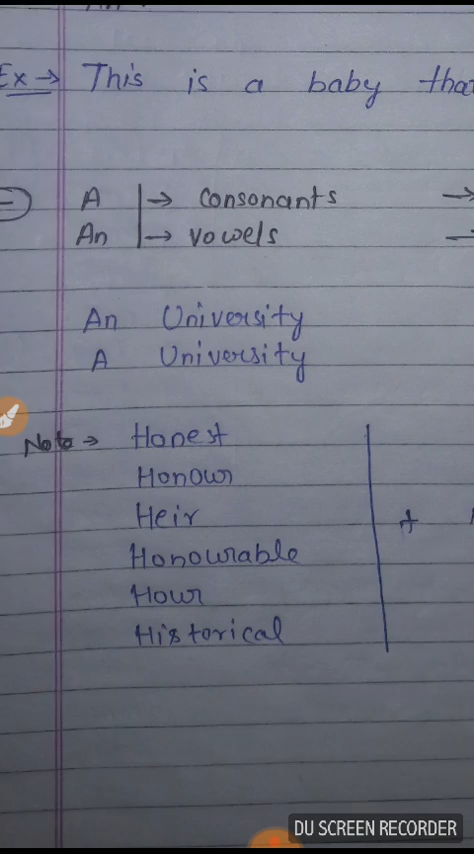 Ex → This is a baby that
A → consonants →
An → vowels
An University
A University
Note → Honest
Honour
Heir
Honourable
Hour
Historical
+
DU SCREEN RECORDER